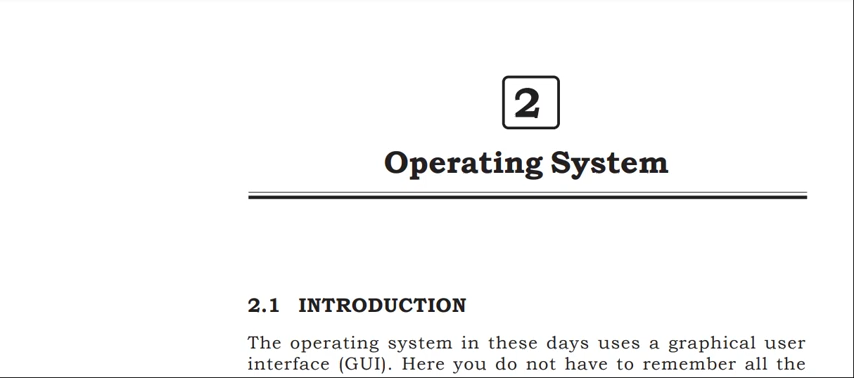 2
Operating System
2.1 INTRODUCTION
The operating system in these days uses a graphical user
interface (GUI). Here you do not have to remember all the